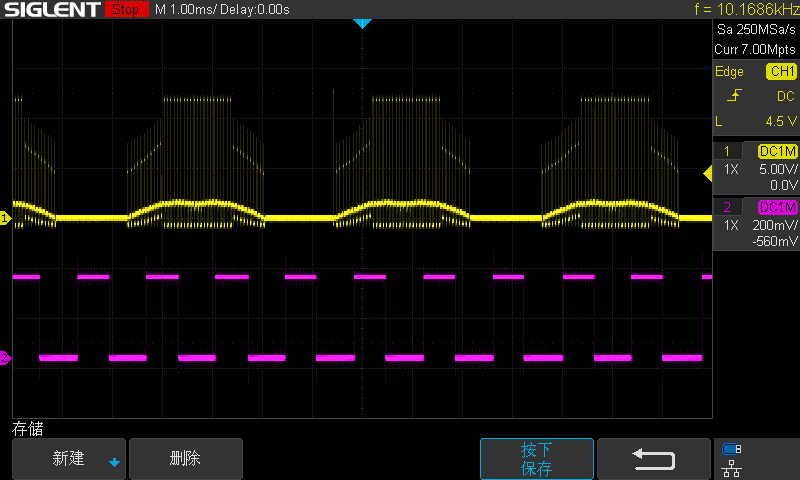 SIGLENT Stop M 1.00ms/ Delay:0.00s f = 10.1686kHz
Sa 250MSa/s
Curr 7.00Mpts
Edge CH1
DC
L 4.5 V
1 DC1M
1X 5.00V/
0.0V
2 DC1M
1X 200mV/
-560mV
1
2
存储
新建 删除 按下
保存